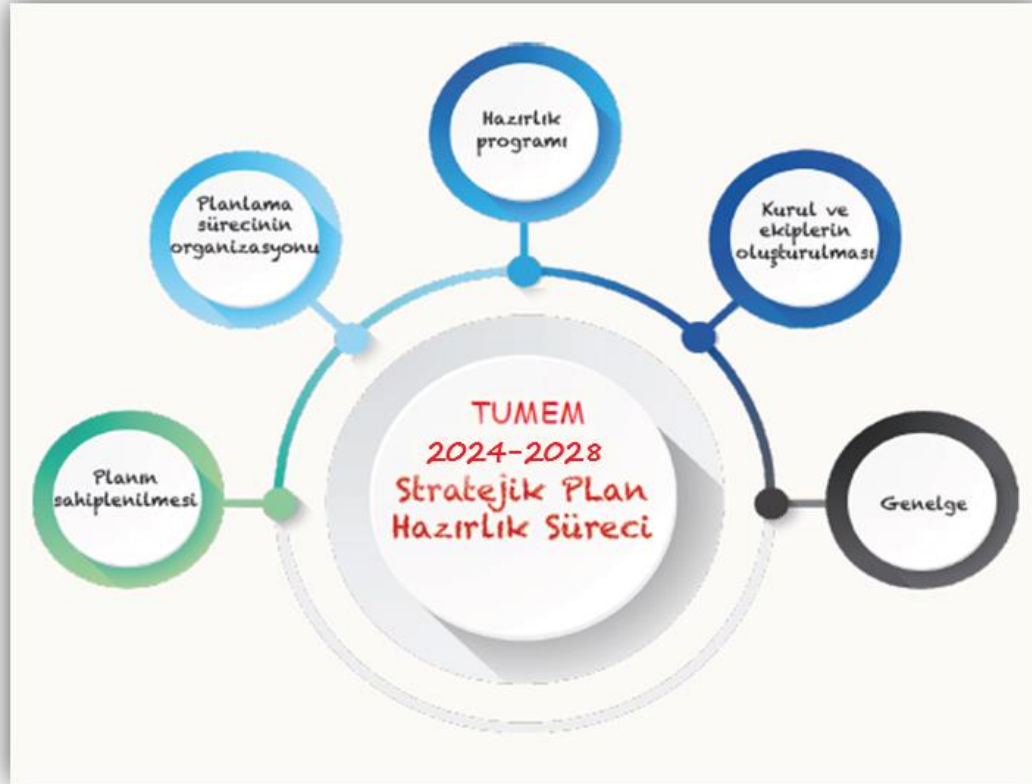 Hazırlık
programı
Planlama
sürecinin
organizasyonu
Kurul ve
ekiplerin
oluşturulması
TUMEM
2024-2028
Stratejik PLan
Hazırlık Süreci
Planın
sahiplenilmesi
Genelge